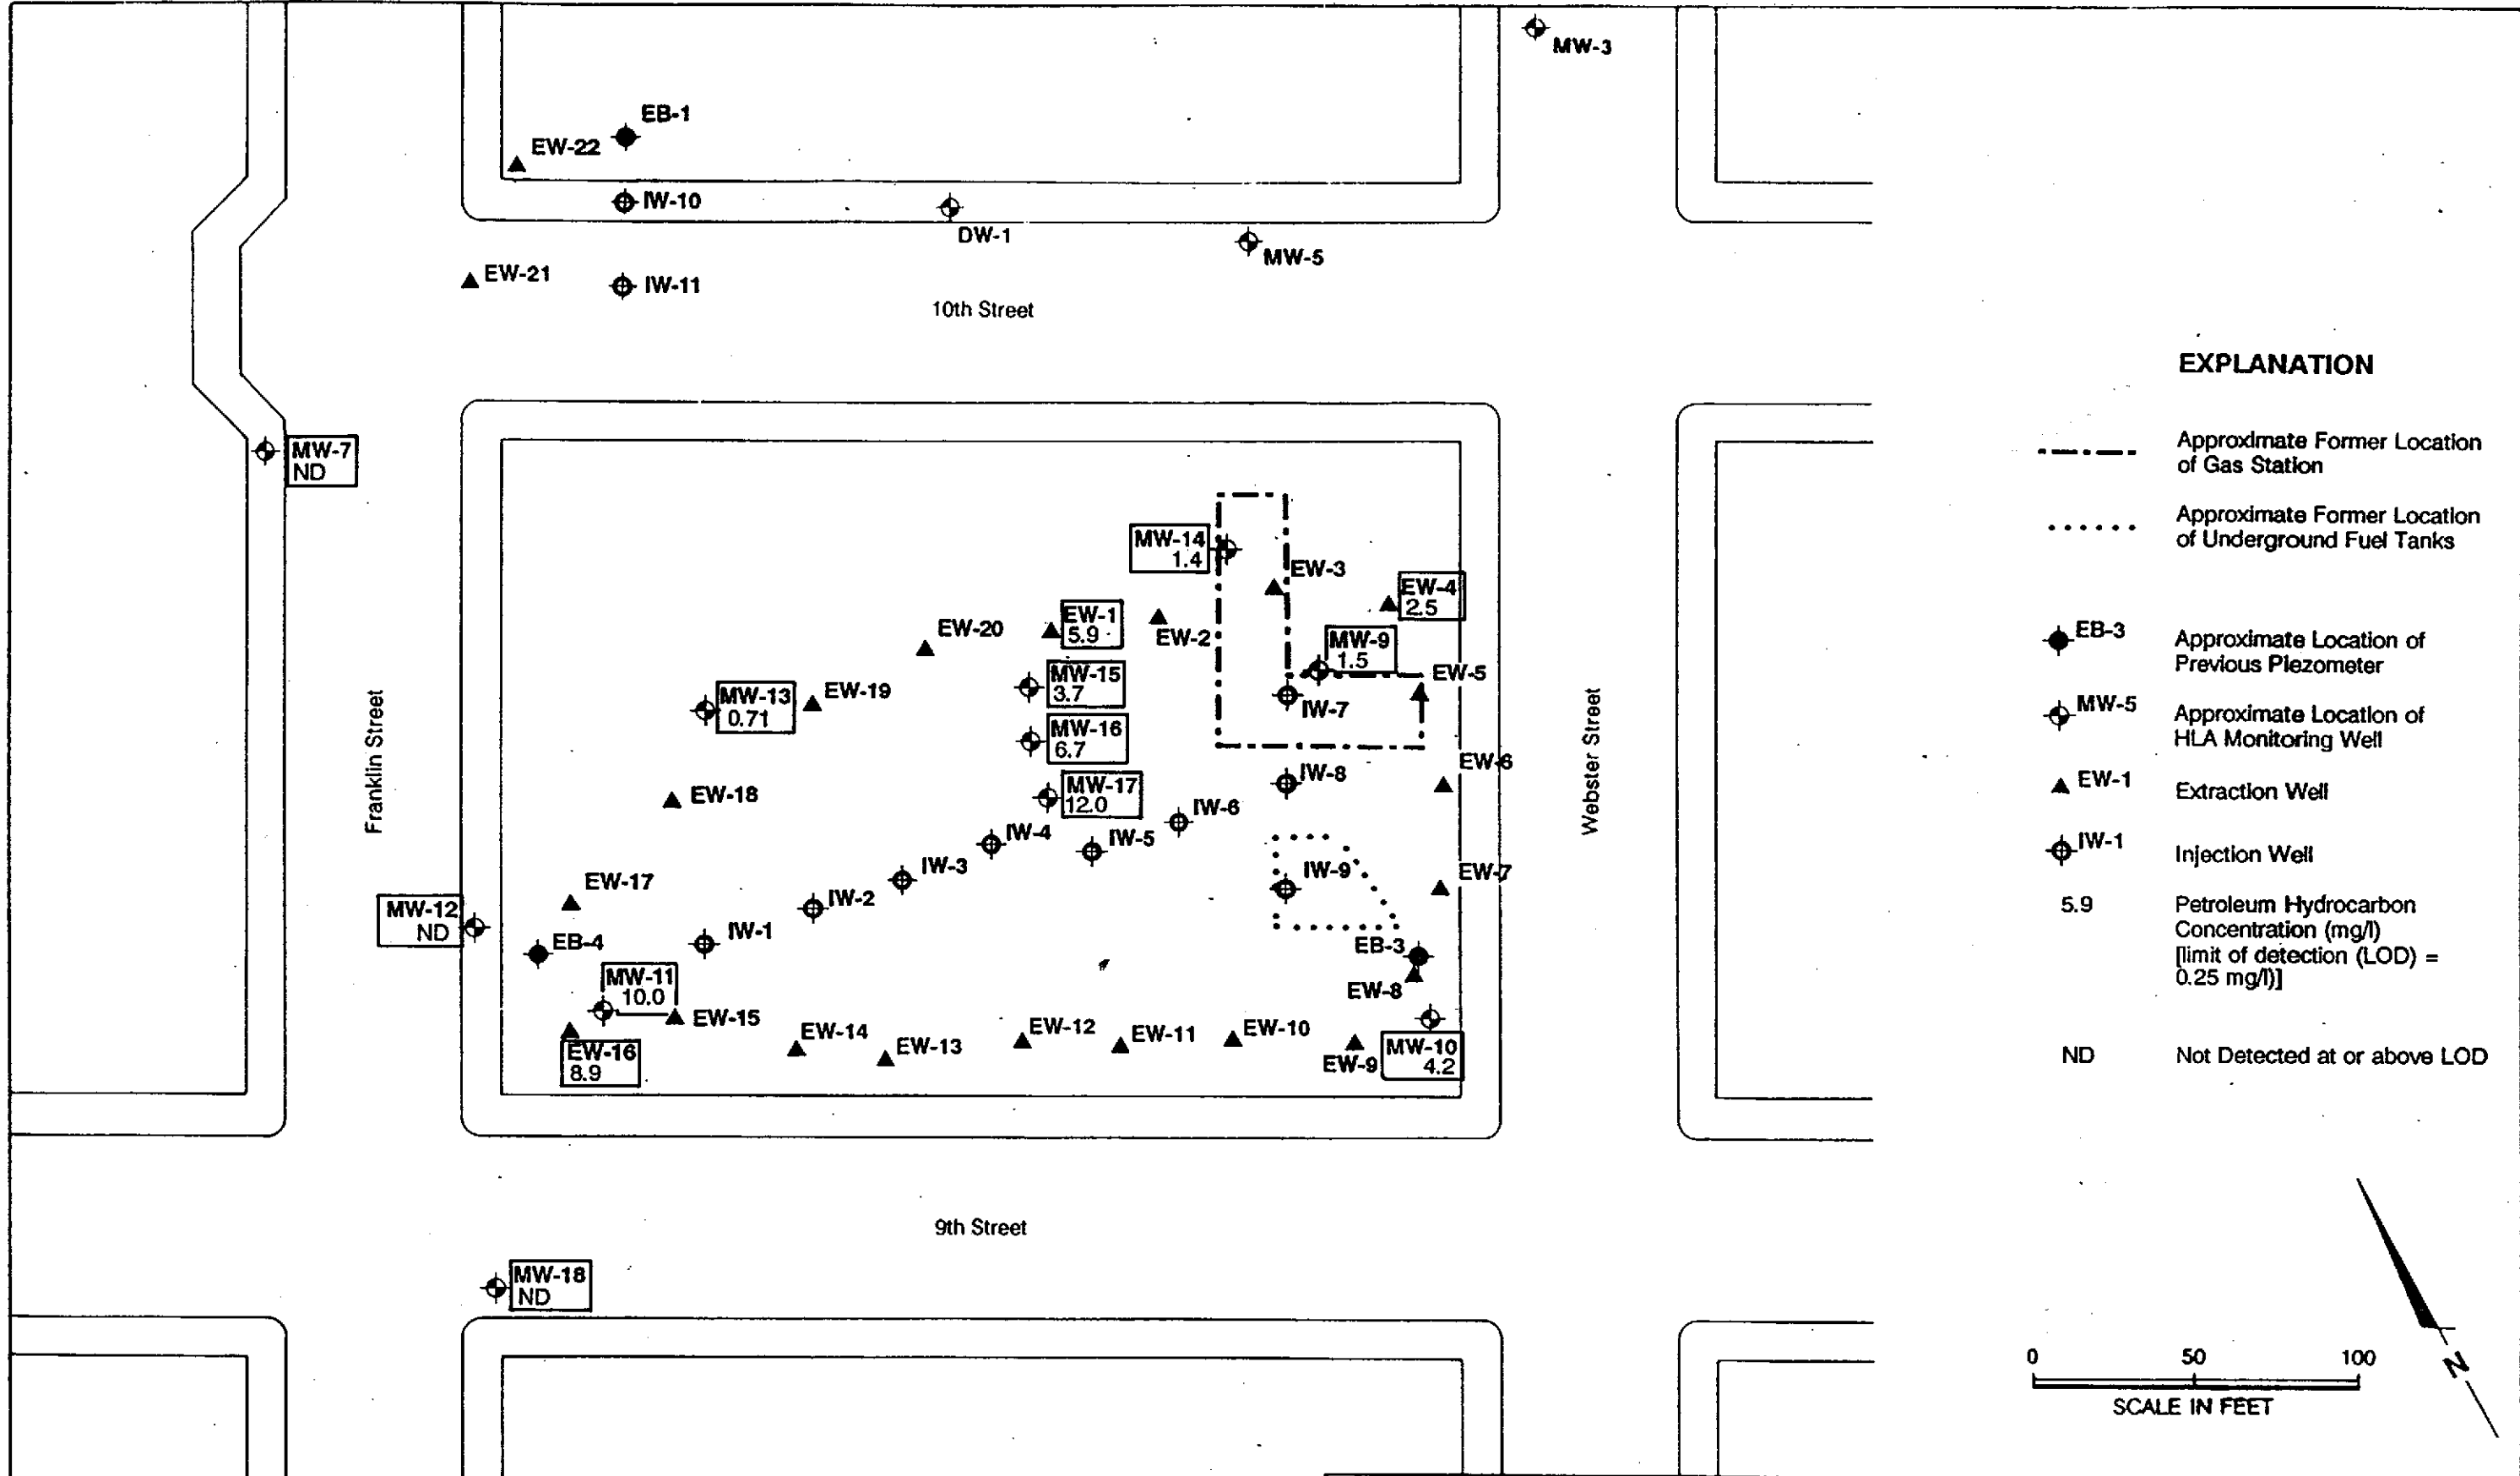 MW-3
EB-1
EW-22
IW-10
DW-1
MW-5
EW-21
IW-11
10th Street
MW-7
ND
MW-14
1.4
EW-3
EW-4
2.5
EW-1
5.9
EW-2
EW-20
MW-9
1.5
EW-5
MW-15
3.7
MW-13
0.71
EW-19
IW-7
MW-16
6.7
Franklin Street
Webster Street
EW-6
IW-8
MW-17
12.0
EW-18
IW-6
IW-4
IW-5
IW-3
IW-9
EW-7
EW-17
IW-2
MW-12
ND
IW-1
EB-4
EB-3
MW-11
10.0
EW-8
EW-15
EW-14
EW-13
EW-12
EW-11
EW-10
EW-9
MW-10
4.2
EW-16
8.9
9th Street
MW-18
ND
EXPLANATION
Approximate Former Location
of Gas Station
Approximate Former Location
of Underground Fuel Tanks
EB-3
Approximate Location of
Previous Piezometer
MW-5
Approximate Location of
HLA Monitoring Well
EW-1
Extraction Well
IW-1
Injection Well
5.9
Petroleum Hydrocarbon
Concentration (mg/l)
[limit of detection (LOD) =
0.25 mg/l)]
ND
Not Detected at or above LOD
0 50 100
SCALE IN FEET
N